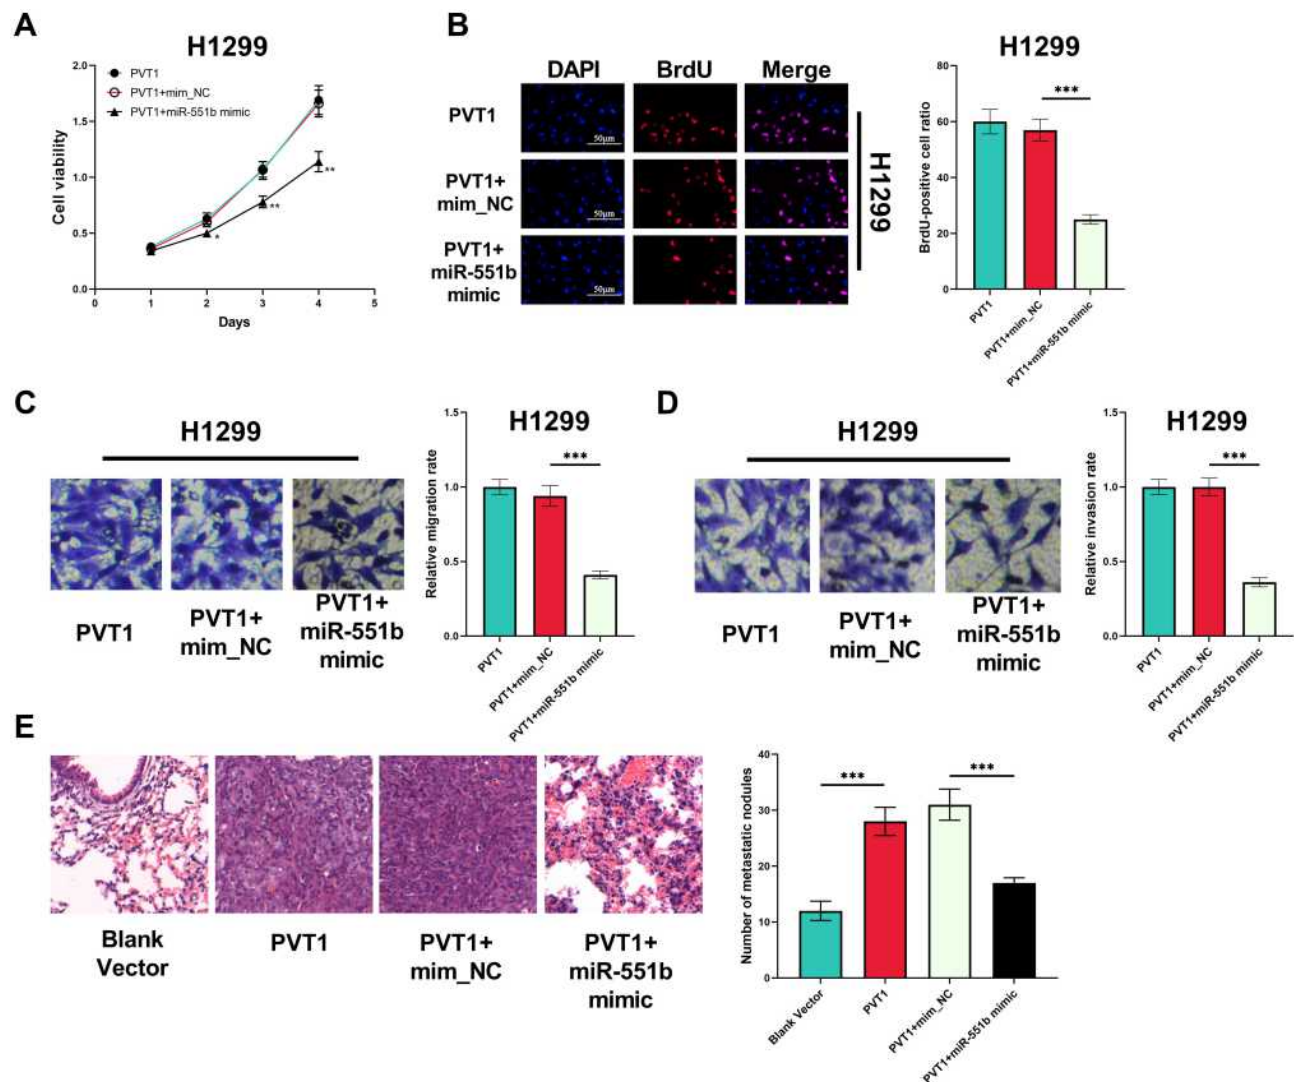 A
H1299
PVT1
PVT1+mim_NC
PVT1+miR-551b mimic
Cell viability
2.0
1.5
1.0
0.5
0.0
*
**
**
0
1
2
3
4
5
Days
B
DAPI
BrdU
Merge
PVT1
50μm
PVT1+
mim_NC
50μm
PVT1+
miR-551b
mimic
50μm
H1299
H1299
BrdU-positive cell ratio
80
60
40
20
0
***
PVT1
PVT1+mim_NC
PVT1+miR-551b mimic
C
H1299
PVT1
PVT1+
mim_NC
PVT1+
miR-551b
mimic
H1299
Relative migration rate
1.5
1.0
0.5
0.0
***
PVT1
PVT1+mim_NC
PVT1+miR-551b mimic
D
H1299
PVT1
PVT1+
mim_NC
PVT1+
miR-551b
mimic
H1299
Relative invasion rate
1.5
1.0
0.5
0.0
***
PVT1
PVT1+mim_NC
PVT1+miR-551b mimic
E
Blank
Vector
PVT1
PVT1+
mim_NC
PVT1+
miR-551b
mimic
Number of metastatic nodules
40
30
20
10
0
***
***
Blank Vector
PVT1
PVT1+mim_NC
PVT1+miR-551b mimic